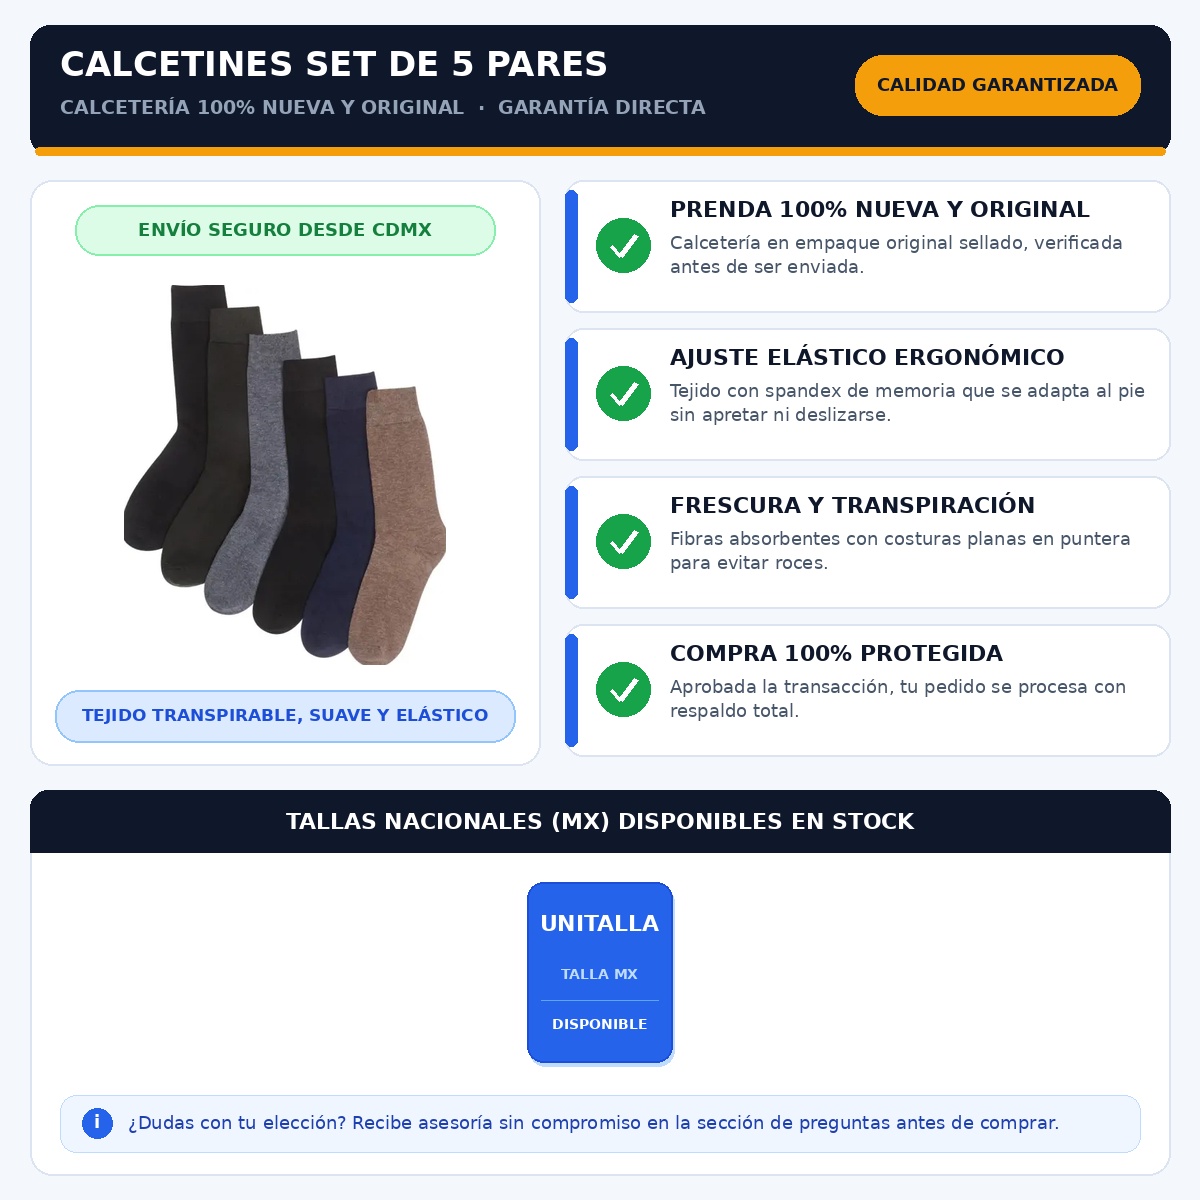 CALCETINES SET DE 5 PARES
CALCETERÍA 100% NUEVA Y ORIGINAL · GARANTÍA DIRECTA
CALIDAD GARANTIZADA
ENVÍO SEGURO DESDE CDMX
TEJIDO TRANSPIRABLE, SUAVE Y ELÁSTICO
PRENDA 100% NUEVA Y ORIGINAL
Calcetería en empaque original sellado, verificada
antes de ser enviada.
AJUSTE ELÁSTICO ERGONÓMICO
Tejido con spandex de memoria que se adapta al pie
sin apretar ni deslizarse.
FRESCURA Y TRANSPIRACIÓN
Fibras absorbentes con costuras planas en puntera
para evitar roces.
COMPRA 100% PROTEGIDA
Aprobada la transacción, tu pedido se procesa con
respaldo total.
TALLAS NACIONALES (MX) DISPONIBLES EN STOCK
UNITALLA
TALLA MX
DISPONIBLE
i ¿Dudas con tu elección? Recibe asesoría sin compromiso en la sección de preguntas antes de comprar.